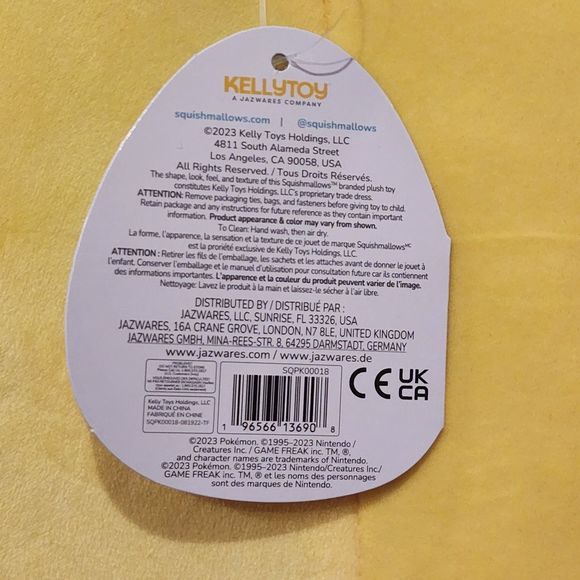 KELLYTOY
A JAZWARES COMPANY
squishmallows.com | @squishmallows
©2023 Kelly Toys Holdings, LLC
4811 South Alameda Street
Los Angeles, CA 90058, USA
All Rights Reserved. / Tous Droits Réservés.
The shape, look, feel, and texture of this Squishmallows™ branded plush toy
constitutes Kelly Toys Holdings, LLC's proprietary trade dress.
ATTENTION: Remove packaging ties, bags, and fasteners before giving toy to child.
Retain package and any instructions for future reference as they contain important
information. Product appearance & color may vary from shown.
To Clean: Hand wash, then air dry.
La forme, l'apparence, la sensation et la texture de ce jouet de marque Squishmallowsᴹᶜ
est la propriété exclusive de Kelly Toys Holdings, LLC.
ATTENTION : Retirer les fils de l'emballage, les sachets et les attaches avant de donner le jouet à
l'enfant. Conserver l'emballage et le manuel d'utilisation pour consultation future car ils contiennent
des informations importantes. L'apparence et la couleur du produit peuvent varier de l'image.
Nettoyage: Lavez le produit à la main et laissez-le sécher à l'air libre.
DISTRIBUTED BY / DISTRIBUÉ PAR :
JAZWARES, LLC, SUNRISE, FL 33326, USA
JAZWARES, 16A CRANE GROVE, LONDON, N7 8LE, UNITED KINGDOM
JAZWARES GMBH, MINA-REES-STR. 8, 64295 DARMSTADT, GERMANY
www.jazwares.com / www.jazwares.de
PROBLEMS?
DO NOT RETURN TO STORE
Kelly Toys Holdings, LLC
MADE IN CHINA
FABRIQUÉ EN CHINE
SQPK00018-081922-TF
SQPK00018
1 96566 13690 8
CE UK
CA
©2023 Pokémon. ©1995–2023 Nintendo /
Creatures Inc. / GAME FREAK inc. TM, ®,
and character names are trademarks of Nintendo.
©2023 Pokémon. ©1995–2023 Nintendo/Creatures Inc./
GAME FREAK inc. TM, ® et les noms des personnages
sont des marques de Nintendo.